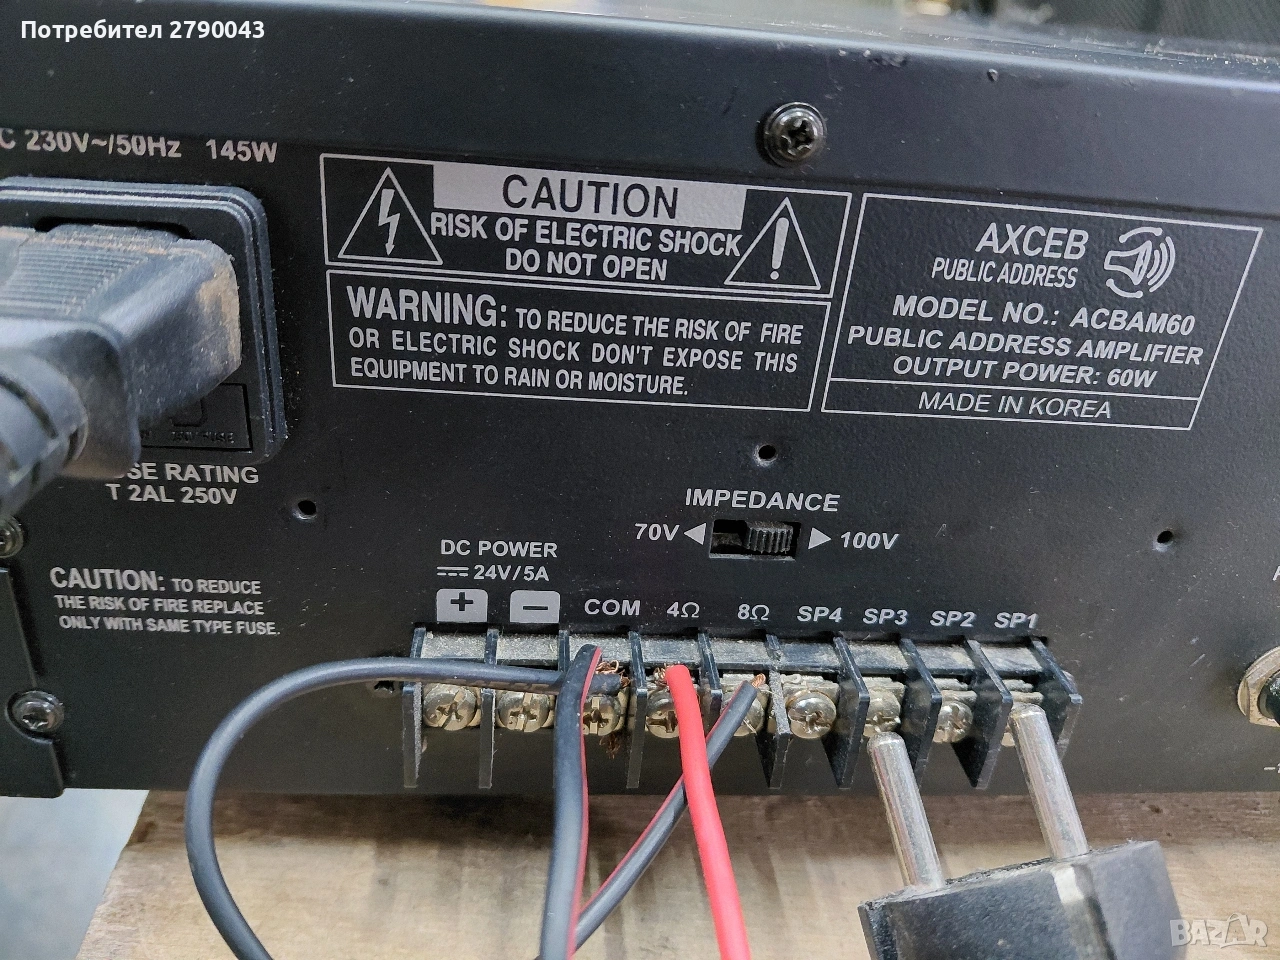 Потребител 2790043
C 230V~/50Hz 145W
CAUTION
RISK OF ELECTRIC SHOCK
DO NOT OPEN
WARNING: TO REDUCE THE RISK OF FIRE
OR ELECTRIC SHOCK DON'T EXPOSE THIS
EQUIPMENT TO RAIN OR MOISTURE.
AXCEB
PUBLIC ADDRESS
MODEL NO.: ACBAM60
PUBLIC ADDRESS AMPLIFIER
OUTPUT POWER: 60W
MADE IN KOREA
SE RATING
T 2AL 250V
CAUTION: TO REDUCE
THE RISK OF FIRE REPLACE
ONLY WITH SAME TYPE FUSE.
IMPEDANCE
70V 100V
DC POWER
24V/5A
+ − COM 4Ω 8Ω SP4 SP3 SP2 SP1
BAZAR